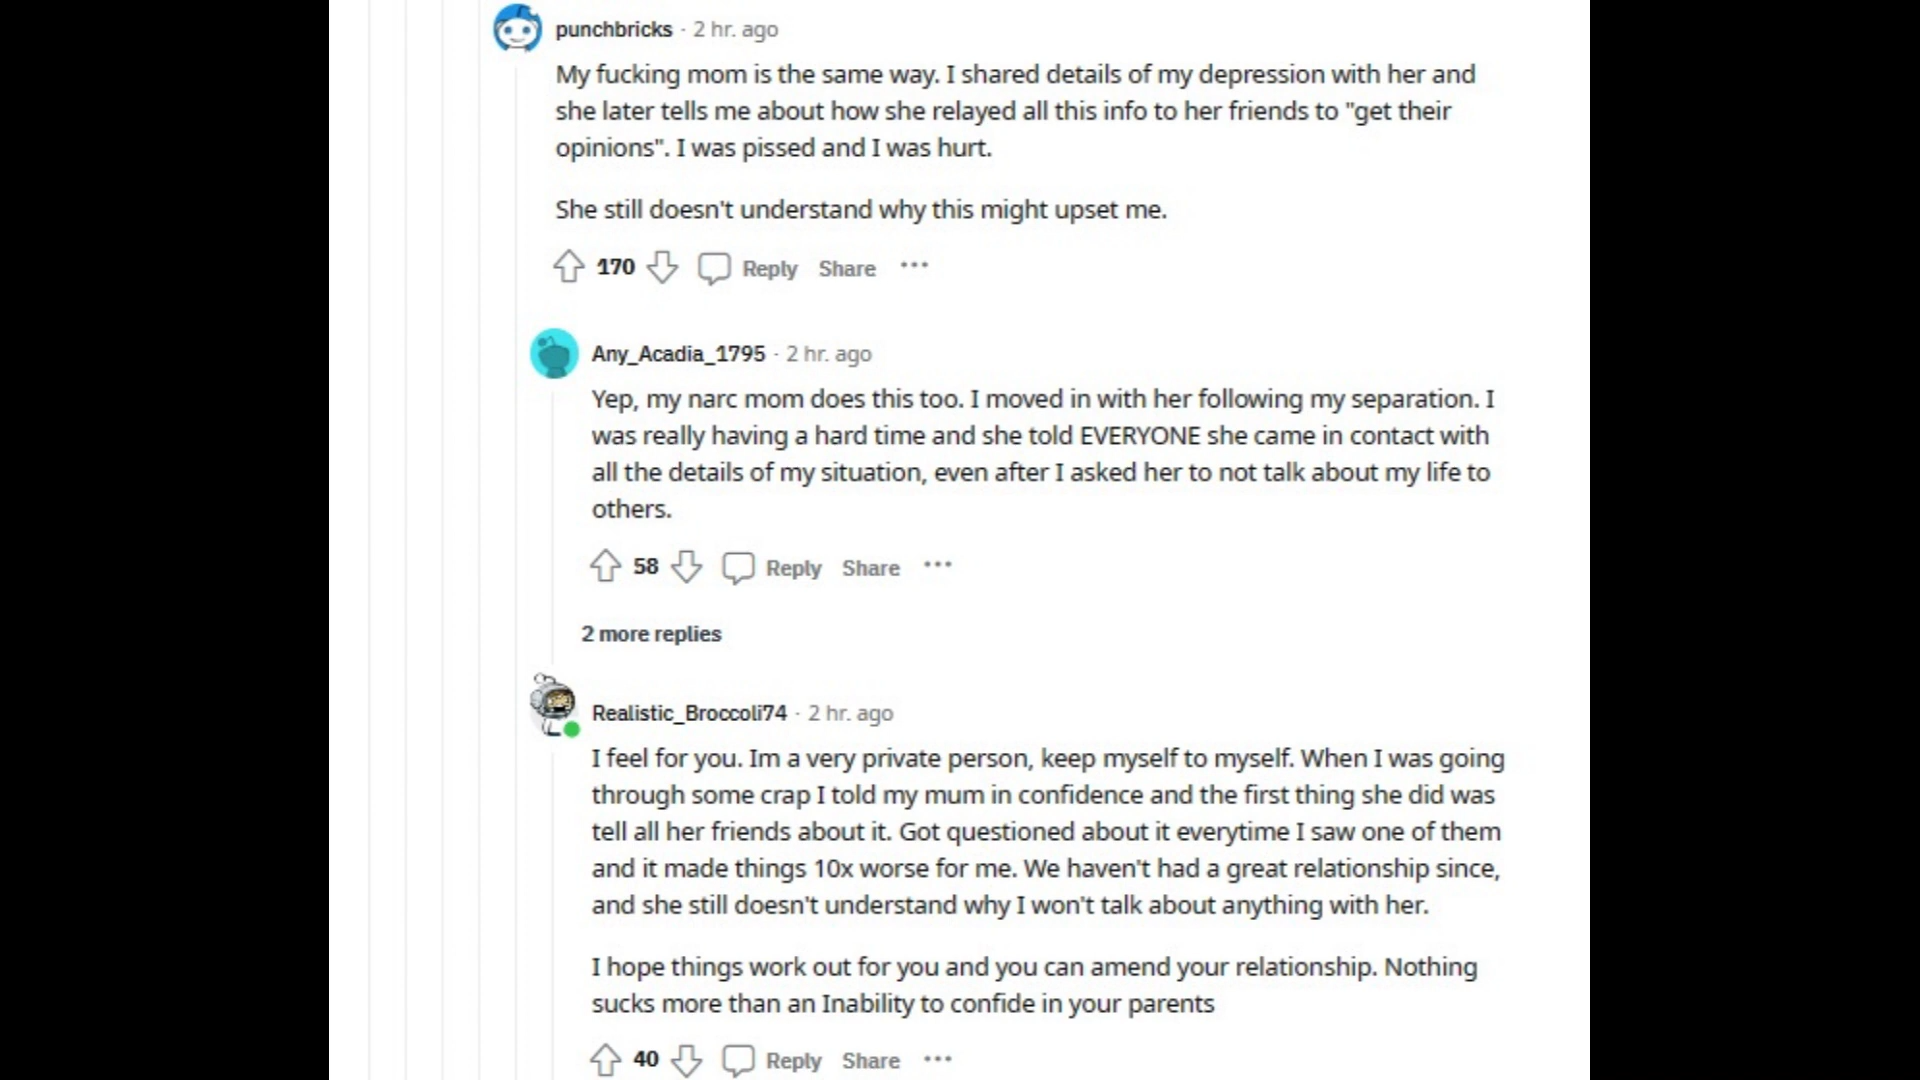 punchbricks · 2 hr. ago
My fucking mom is the same way. I shared details of my depression with her and
she later tells me about how she relayed all this info to her friends to "get their
opinions". I was pissed and I was hurt.
She still doesn't understand why this might upset me.
170 Reply Share ···
Any_Acadia_1795 · 2 hr. ago
Yep, my narc mom does this too. I moved in with her following my separation. I
was really having a hard time and she told EVERYONE she came in contact with
all the details of my situation, even after I asked her to not talk about my life to
others.
58 Reply Share ···
2 more replies
Realistic_Broccoli74 · 2 hr. ago
I feel for you. Im a very private person, keep myself to myself. When I was going
through some crap I told my mum in confidence and the first thing she did was
tell all her friends about it. Got questioned about it everytime I saw one of them
and it made things 10x worse for me. We haven't had a great relationship since,
and she still doesn't understand why I won't talk about anything with her.
I hope things work out for you and you can amend your relationship. Nothing
sucks more than an Inability to confide in your parents
40 Reply Share ···